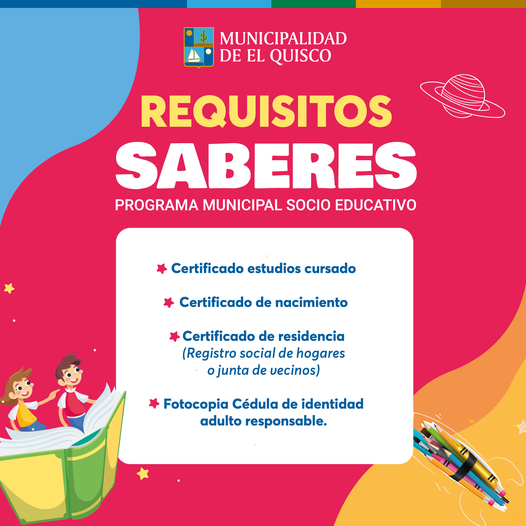 MUNICIPALIDAD
DE EL QUISCO
REQUISITOS
SABERES
PROGRAMA MUNICIPAL SOCIO EDUCATIVO
Certificado estudios cursado
Certificado de nacimiento
Certificado de residencia
(Registro social de hogares
o junta de vecinos)
Fotocopia Cédula de identidad
adulto responsable.